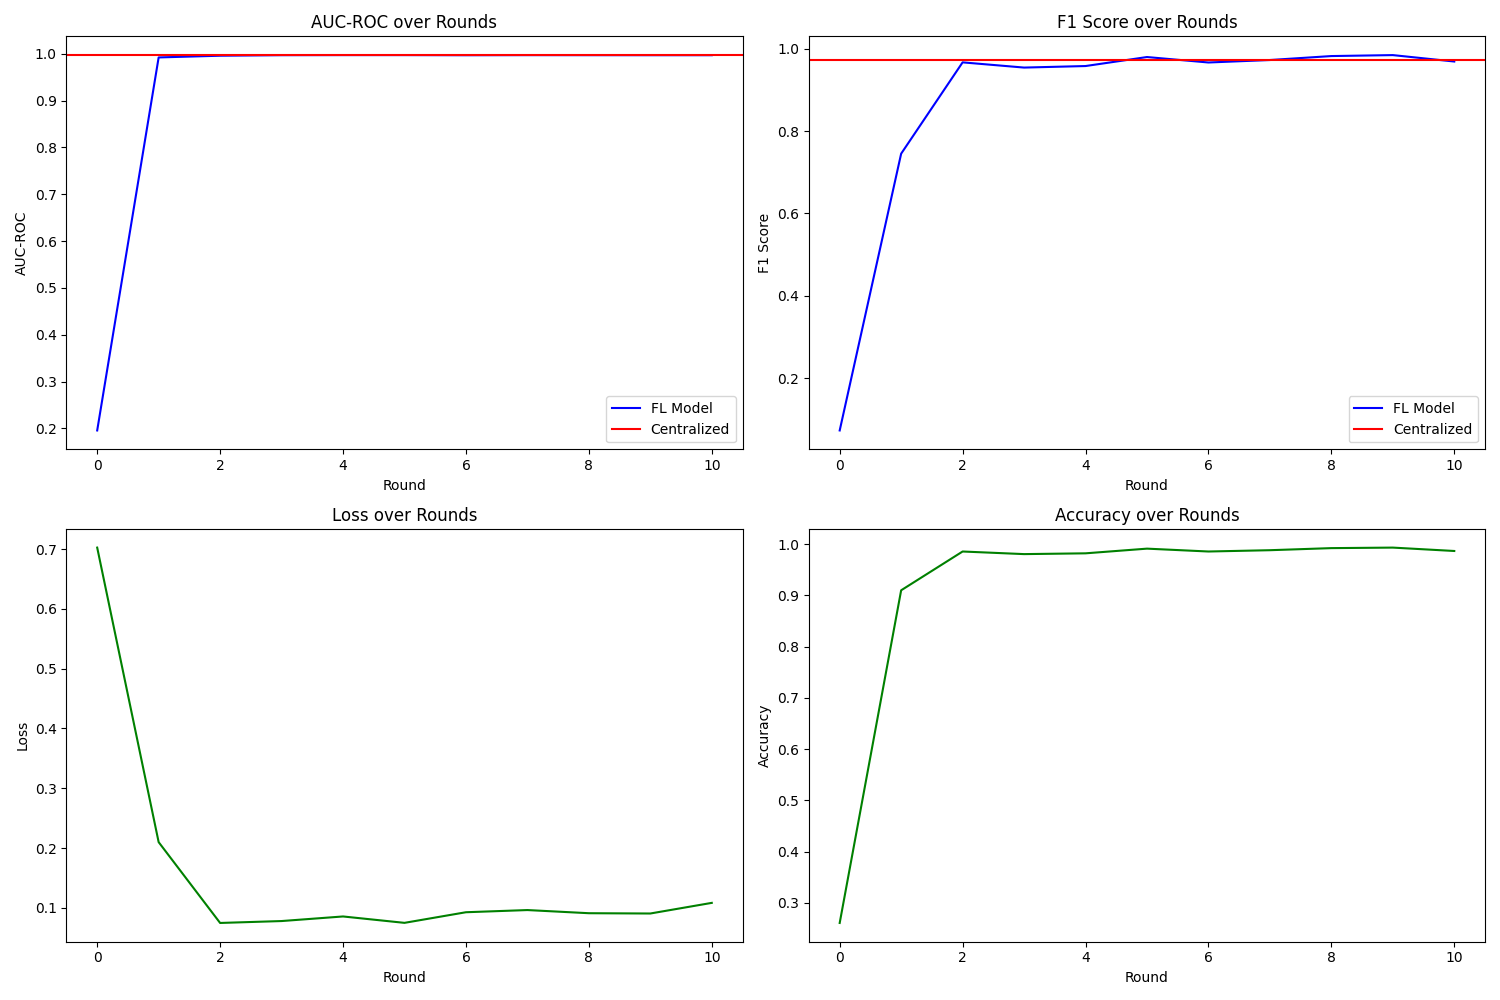 AUC-ROC over Rounds
1.0
0.9
0.8
0.7
0.6
0.5
0.4
0.3
0.2
AUC-ROC
0 2 4 6 8 10
Round
FL Model
Centralized
F1 Score over Rounds
1.0
0.8
0.6
0.4
0.2
F1 Score
0 2 4 6 8 10
Round
FL Model
Centralized
Loss over Rounds
0.7
0.6
0.5
0.4
0.3
0.2
0.1
Loss
0 2 4 6 8 10
Round
Accuracy over Rounds
1.0
0.9
0.8
0.7
0.6
0.5
0.4
0.3
Accuracy
0 2 4 6 8 10
Round